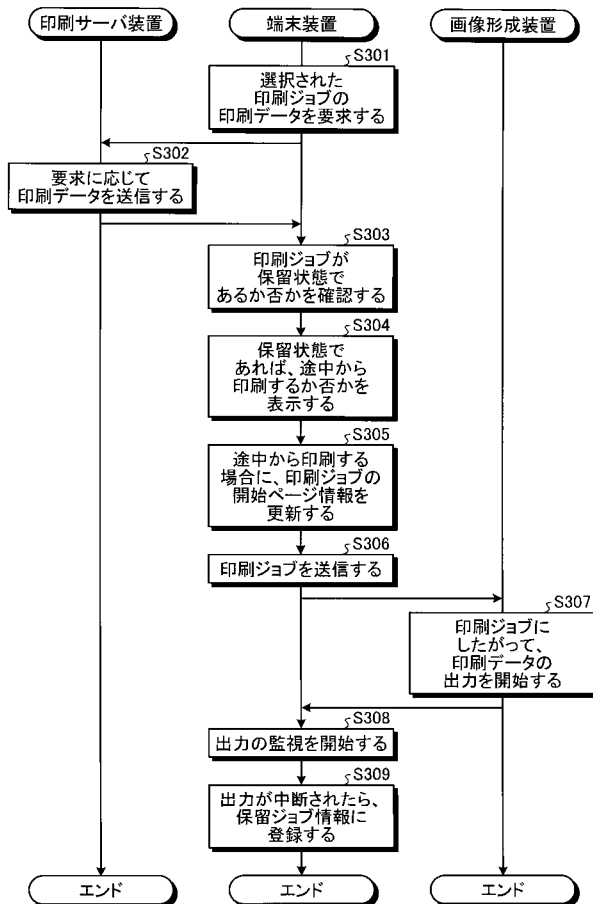 印刷サーバ装置
端末装置
画像形成装置
S301
選択された
印刷ジョブの
印刷データを要求する
S302
要求に応じて
印刷データを送信する
S303
印刷ジョブが
保留状態で
あるか否かを確認する
S304
保留状態で
あれば、途中から
印刷するか否かを
表示する
S305
途中から印刷する
場合に、印刷ジョブの
開始ページ情報を
更新する
S306
印刷ジョブを送信する
S307
印刷ジョブに
したがって、
印刷データの
出力を開始する
S308
出力の監視を開始する
S309
出力が中断されたら、
保留ジョブ情報に
登録する
エンド
エンド
エンド